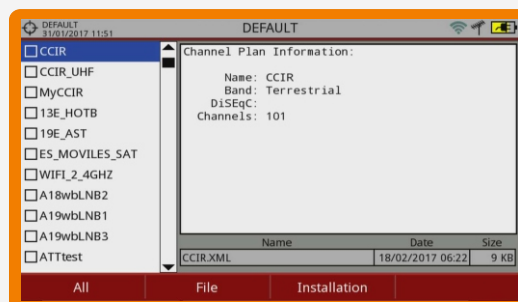 DEFAULT
31/01/2017 11:51
DEFAULT
CCIR
CCIR_UHF
MyCCIR
13E_HOTB
19E_AST
ES_MOVILES_SAT
WIFI_2_4GHZ
A18wbLNB2
A19wbLNB1
A19wbLNB3
ATTtest
Channel Plan Information:
Name: CCIR
Band: Terrestrial
DiSEqC:
Channels: 101
Name Date Size
CCIR.XML 18/02/2017 06:22 9 KB
All File Installation